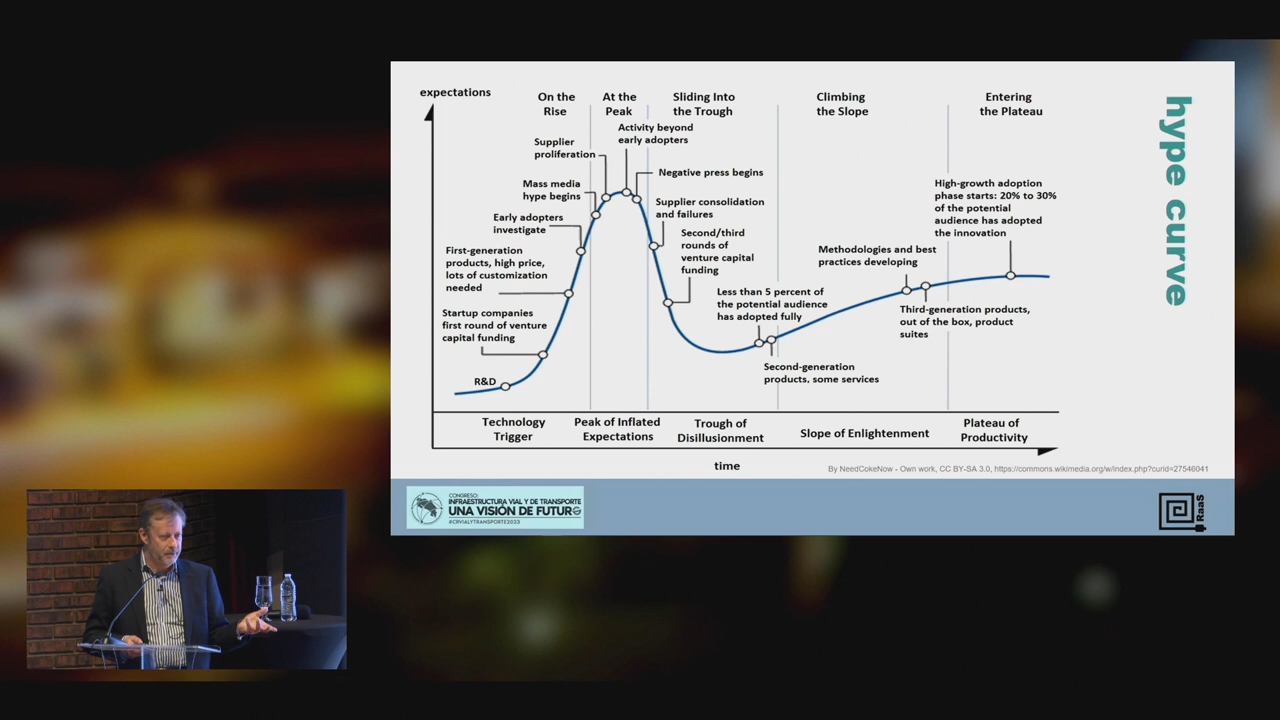 expectations
On the
Rise
At the
Peak
Sliding Into
the Trough
Climbing
the Slope
Entering
the Plateau
Activity beyond
early adopters
Supplier
proliferation
Negative press begins
Mass media
hype begins
Supplier consolidation
and failures
Early adopters
investigate
Second/third
rounds of
venture capital
funding
First-generation
products, high price,
lots of customization
needed
Less than 5 percent of
the potential audience
has adopted fully
Startup companies
first round of venture
capital funding
R&D
Second-generation
products, some services
Methodologies and best
practices developing
High-growth adoption
phase starts: 20% to 30%
of the potential
audience has adopted
the innovation
Third-generation products,
out of the box, product
suites
Technology
Trigger
Peak of Inflated
Expectations
Trough of
Disillusionment
Slope of Enlightenment
Plateau of
Productivity
time
hype curve
By NeedCokeNow - Own work, CC BY-SA 3.0, https://commons.wikimedia.org/w/index.php?curid=27546041
CONGRESO:
INFRAESTRUCTURA VIAL Y DE TRANSPORTE
UNA VISIÓN DE FUTURO
#CRVIALYTRANSPORTE2023
RaaS